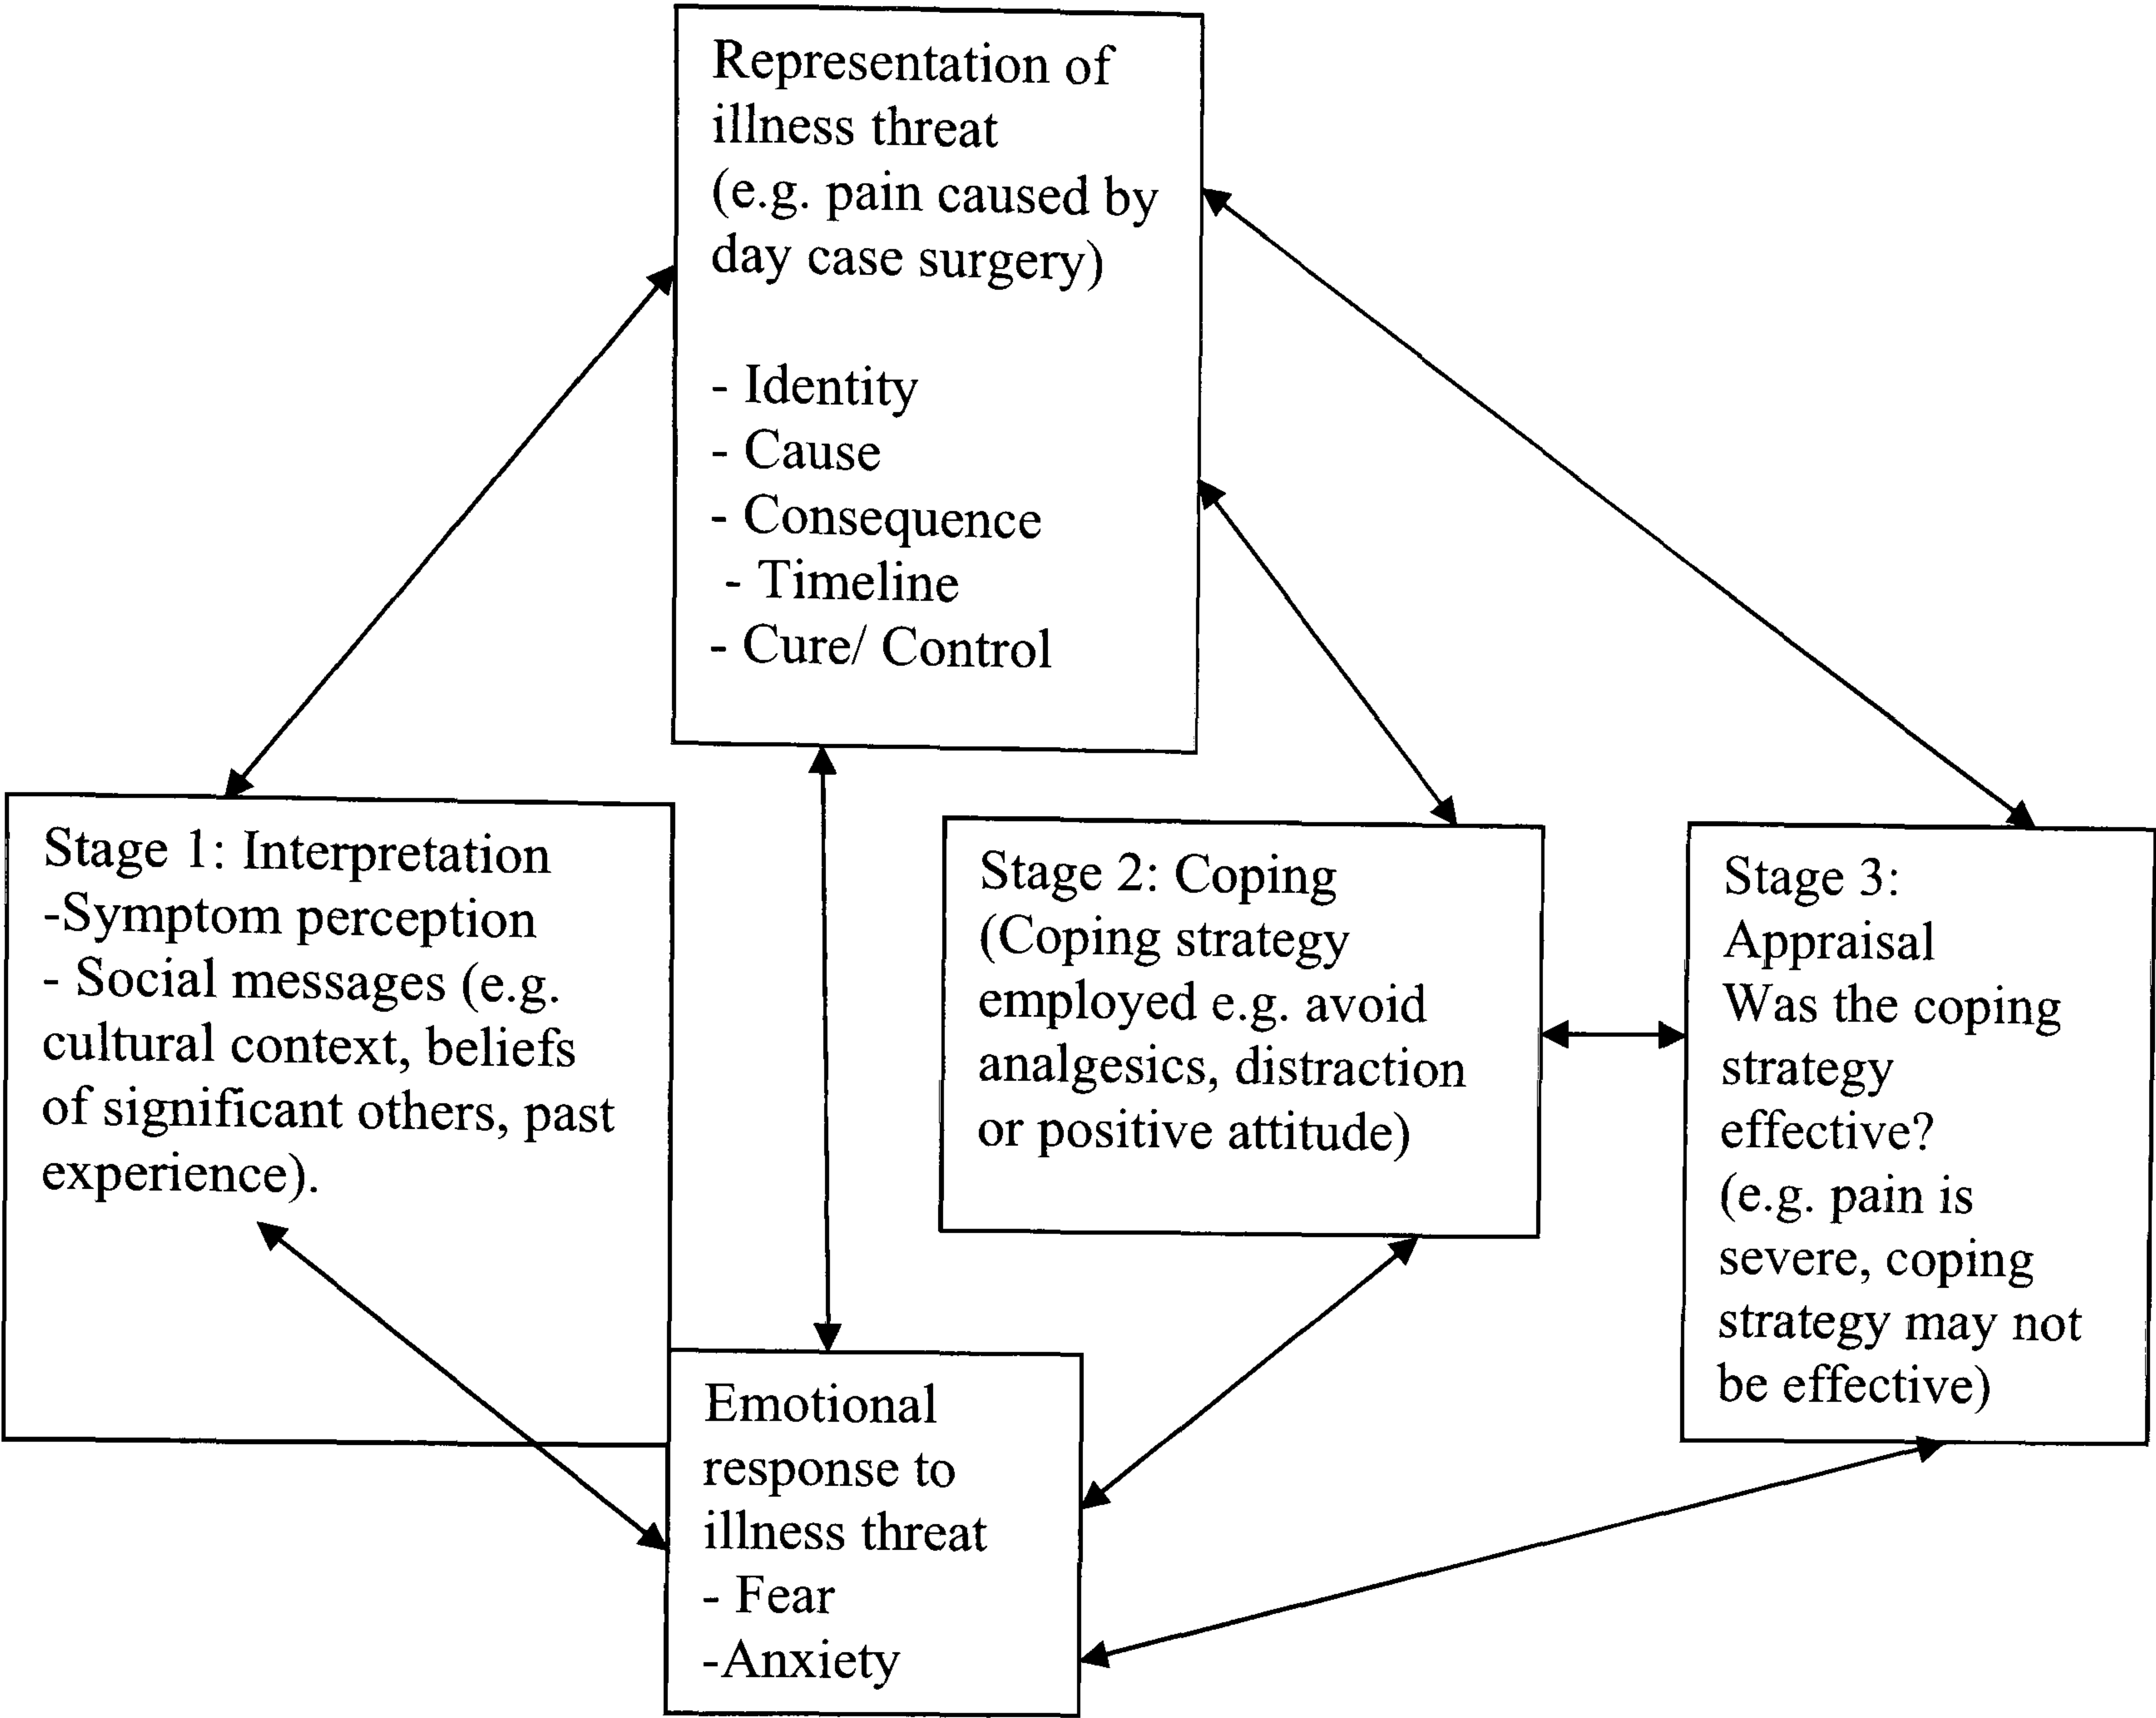 Representation of
illness threat
(e.g. pain caused by
day case surgery)
- Identity
- Cause
- Consequence
- Timeline
- Cure/ Control
Stage 1: Interpretation
-Symptom perception
- Social messages (e.g.
cultural context, beliefs
of significant others, past
experience).
Stage 2: Coping
(Coping strategy
employed e.g. avoid
analgesics, distraction
or positive attitude)
Stage 3:
Appraisal
Was the coping
strategy
effective?
(e.g. pain is
severe, coping
strategy may not
be effective)
Emotional
response to
illness threat
- Fear
-Anxiety